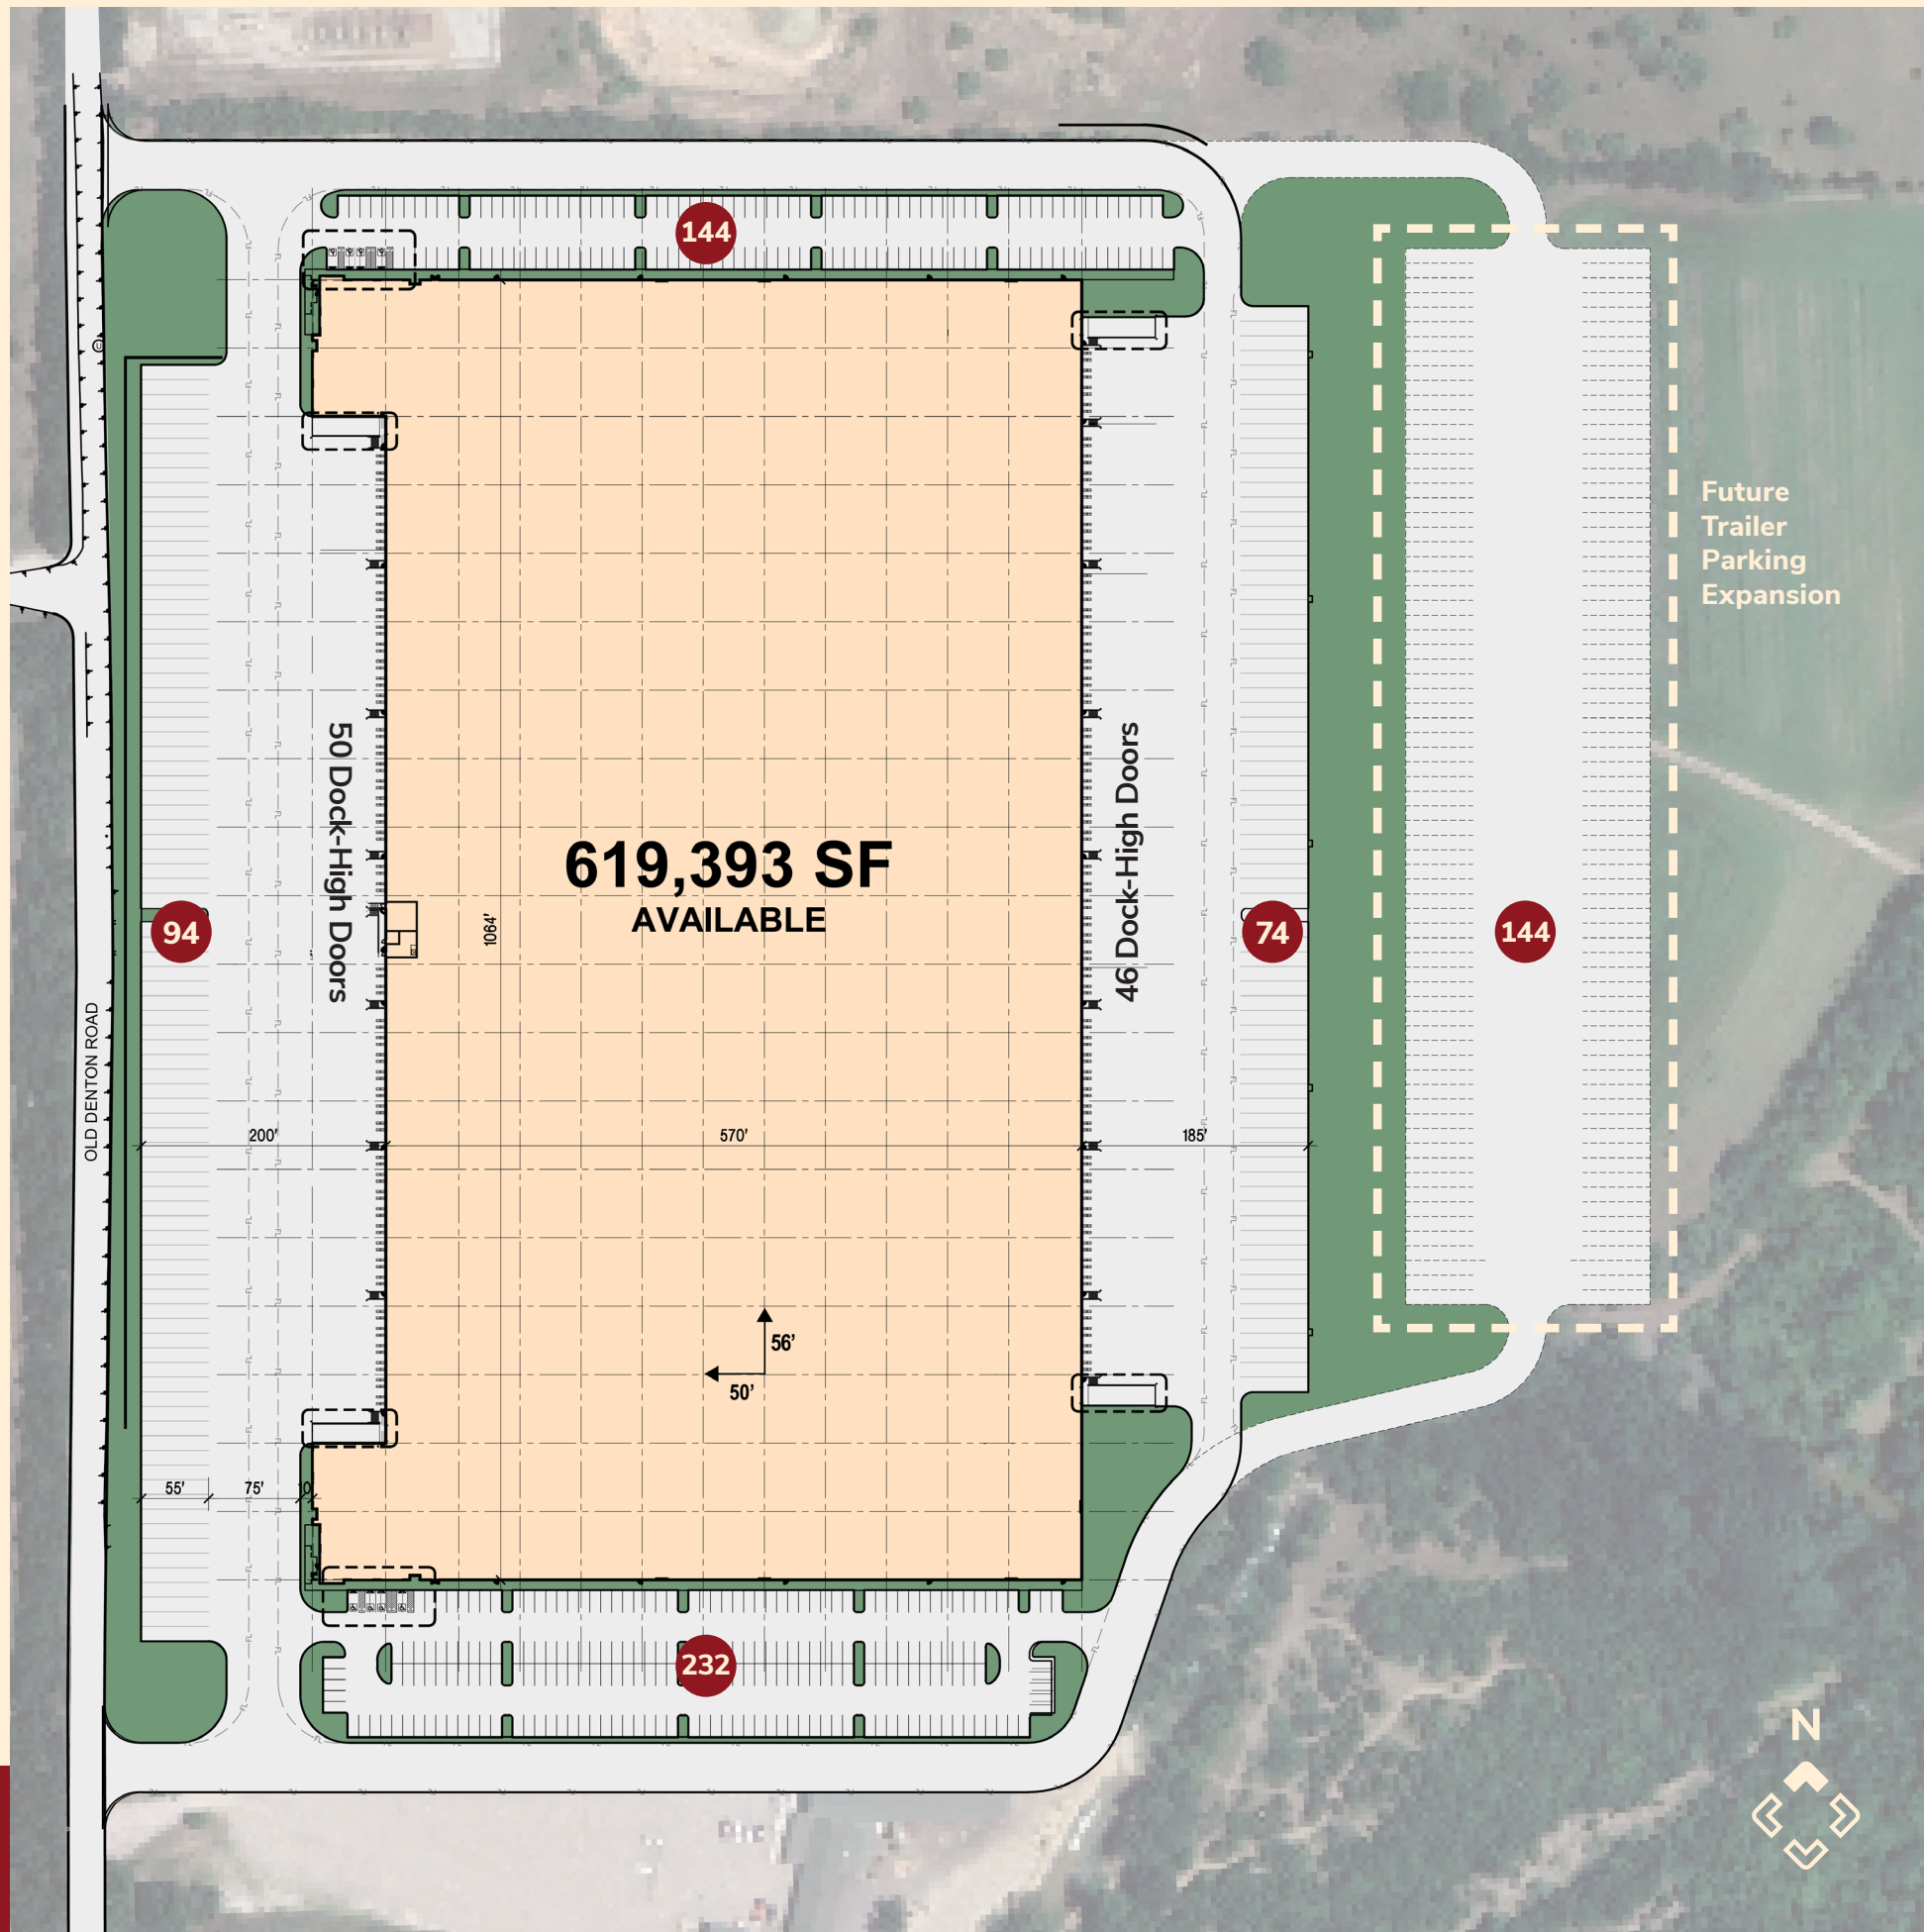 144
Future
Trailer
Parking
Expansion
50 Dock-High Doors
46 Dock-High Doors
619,393 SF
AVAILABLE
1064'
94
74
144
OLD DENTON ROAD
200'
570'
185'
56'
50'
55'
75'
10'
232
N